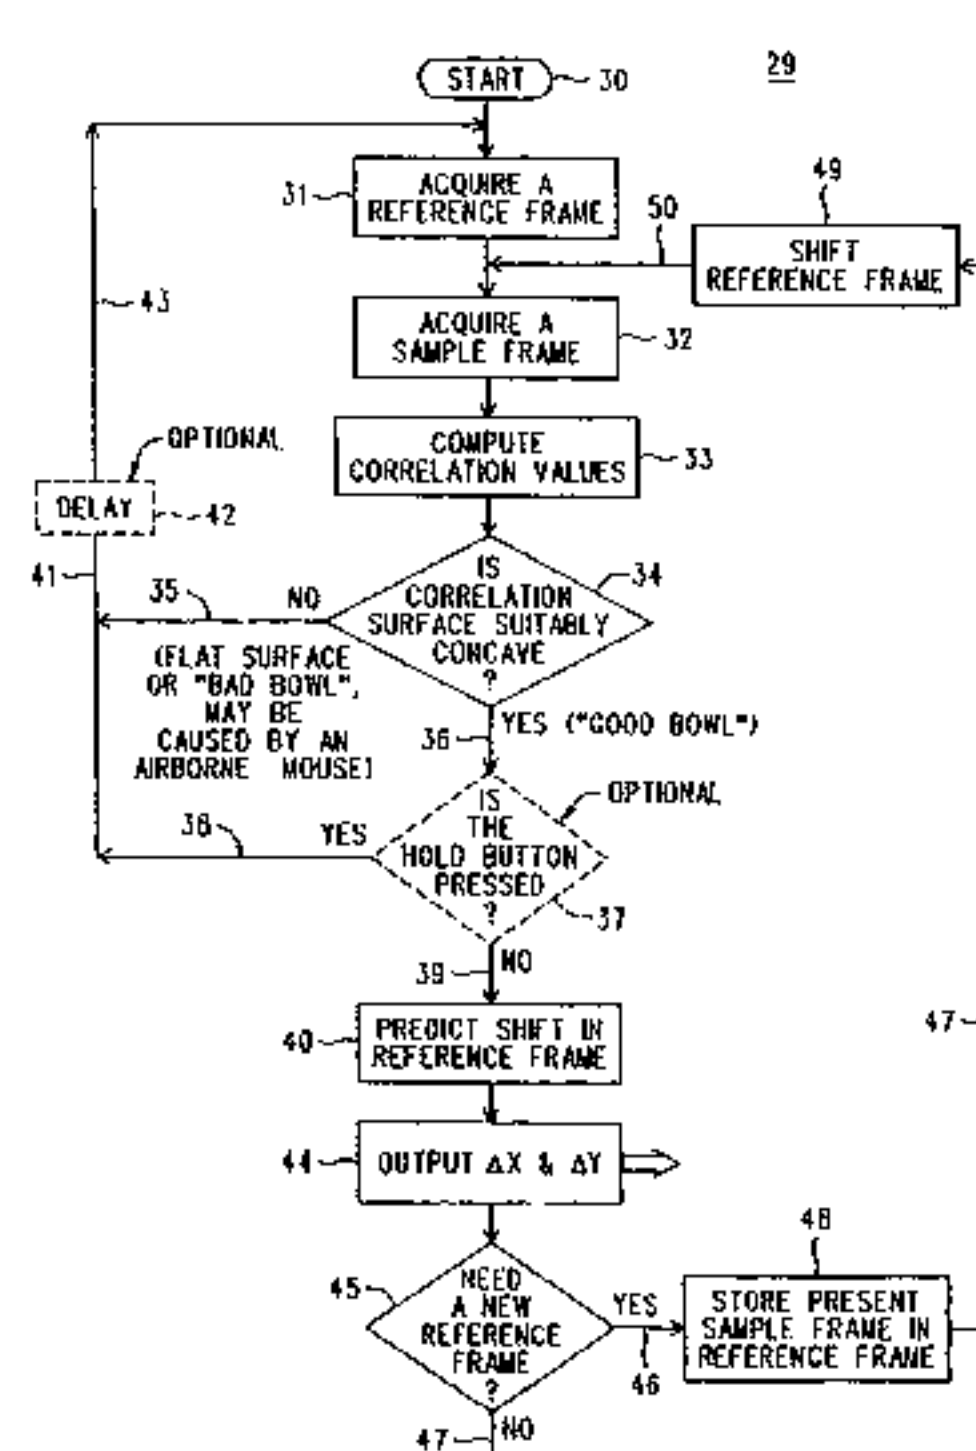 29
START
30
ACQUIRE A
REFERENCE FRAME
31
49
SHIFT
REFERENCE FRAME
50
43
ACQUIRE A
SAMPLE FRAME
32
COMPUTE
CORRELATION VALUES
33
OPTIONAL
DELAY
42
41
IS
CORRELATION
SURFACE SUITABLY
CONCAVE
?
34
35
NO
(FLAT SURFACE
OR "BAD BOWL",
MAY BE
CAUSED BY AN
AIRBORNE MOUSE)
36
YES ("GOOD BOWL")
OPTIONAL
IS
THE
HOLD BUTTON
PRESSED
?
37
38
YES
39
NO
PREDICT SHIFT IN
REFERENCE FRAME
40
47
44
OUTPUT ΔX & ΔY
45
NEED
A NEW
REFERENCE
FRAME
?
YES
46
48
STORE PRESENT
SAMPLE FRAME IN
REFERENCE FRAME
47
NO